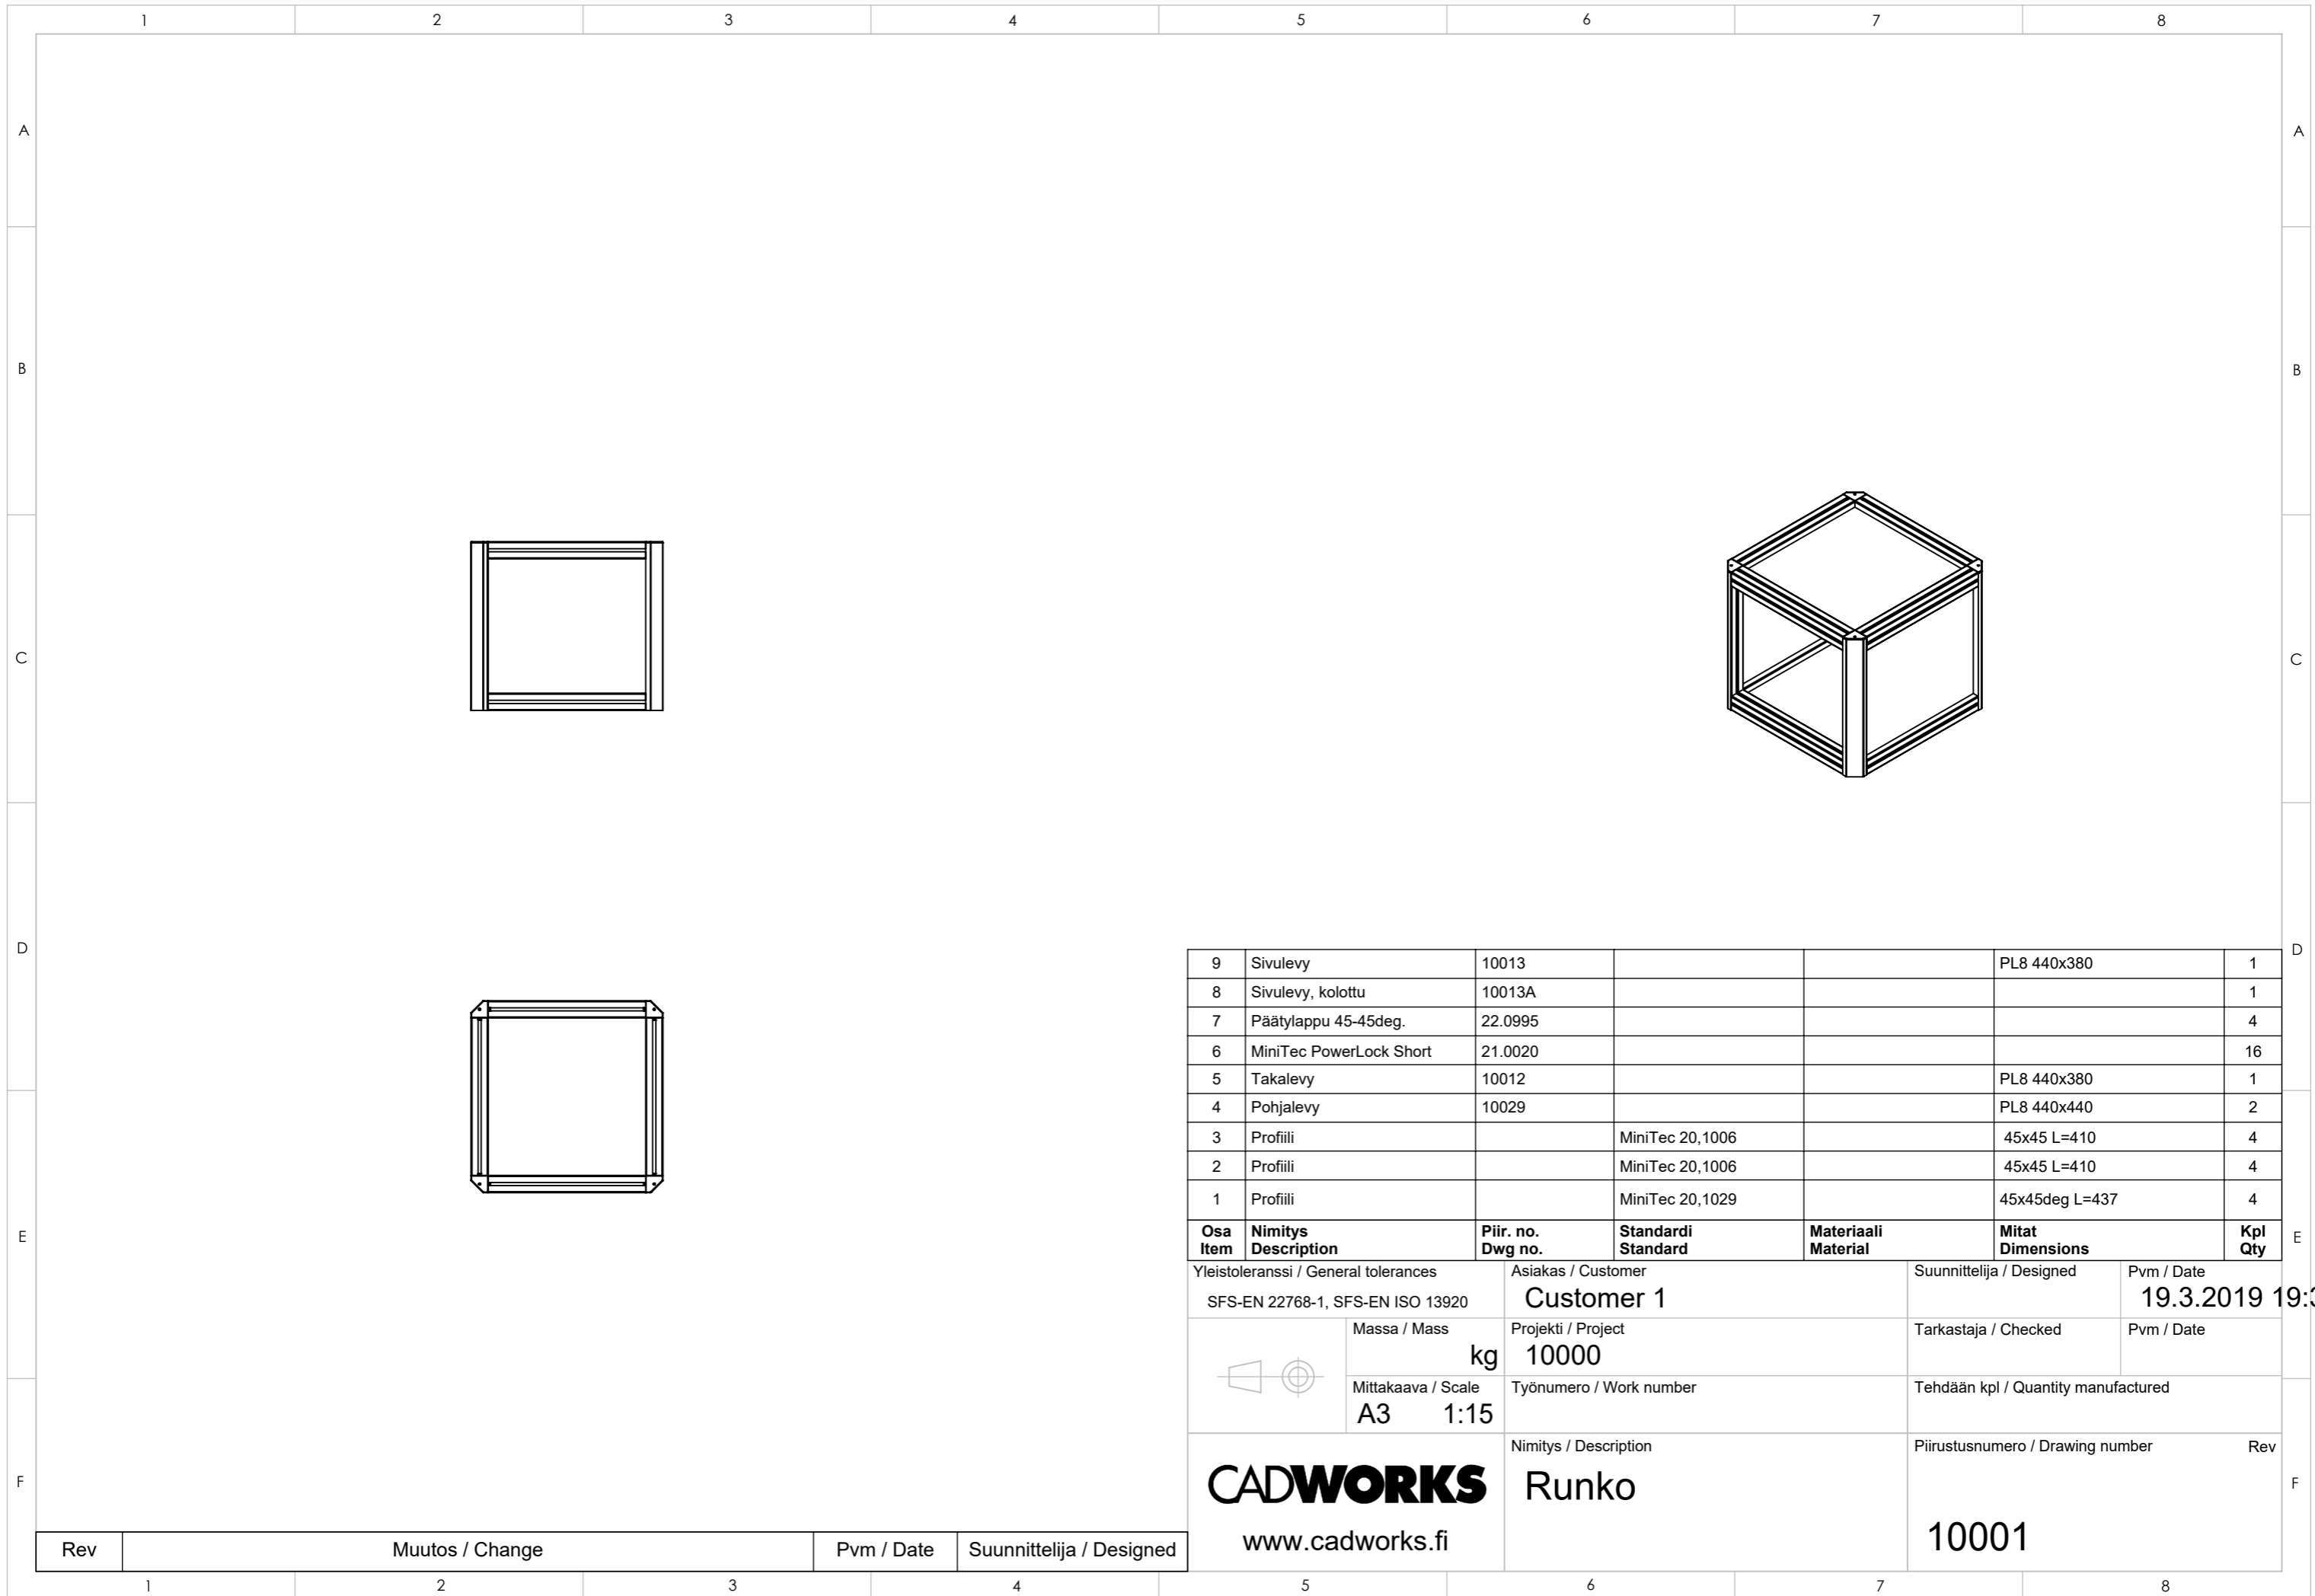 1 2 3 4 5 6 7 8
A A
B B
C C
D D
9 Sivulevy 10013 PL8 440x380 1
8 Sivulevy, kolottu 10013A 1
7 Päätylappu 45-45deg. 22.0995 4
6 MiniTec PowerLock Short 21.0020 16
5 Takalevy 10012 PL8 440x380 1
4 Pohjalevy 10029 PL8 440x440 2
3 Profiili MiniTec 20,1006 45x45 L=410 4
2 Profiili MiniTec 20,1006 45x45 L=410 4
1 Profiili MiniTec 20,1029 45x45deg L=437 4
E E
Osa Nimitys Piir. no. Standardi Materiaali Mitat Kpl
Item Description Dwg no. Standard Material Dimensions Qty
Yleistoleranssi / General tolerances Asiakas / Customer Suunnittelija / Designed Pvm / Date
SFS-EN 22768-1, SFS-EN ISO 13920 Customer 1 19.3.2019 19:3
Massa / Mass Projekti / Project Tarkastaja / Checked Pvm / Date
kg 10000
Mittakaava / Scale Työnumero / Work number Tehdään kpl / Quantity manufactured
A3 1:15
Nimitys / Description Piirustusnumero / Drawing number Rev
F CADWORKS Runko F
www.cadworks.fi 10001
Rev Muutos / Change Pvm / Date Suunnittelija / Designed
1 2 3 4 5 6 7 8